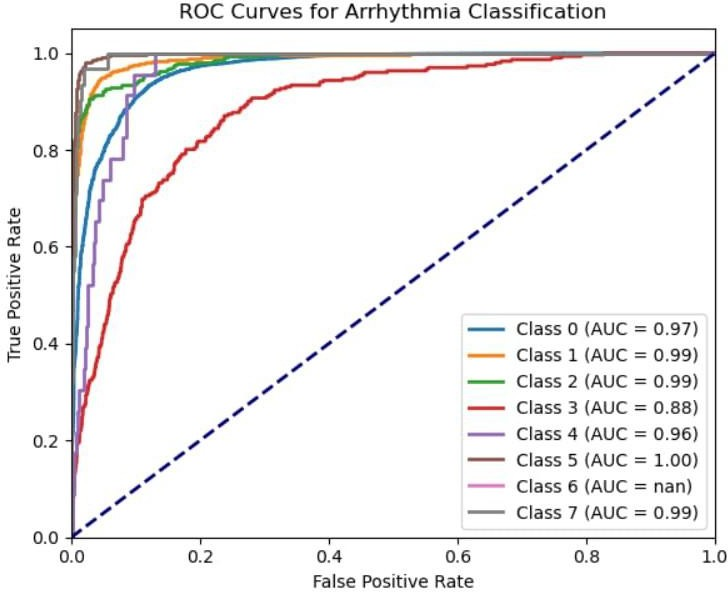 ROC Curves for Arrhythmia Classification
True Positive Rate
1.0
0.8
0.6
0.4
0.2
0.0
0.0 0.2 0.4 0.6 0.8 1.0
False Positive Rate
Class 0 (AUC = 0.97)
Class 1 (AUC = 0.99)
Class 2 (AUC = 0.99)
Class 3 (AUC = 0.88)
Class 4 (AUC = 0.96)
Class 5 (AUC = 1.00)
Class 6 (AUC = nan)
Class 7 (AUC = 0.99)